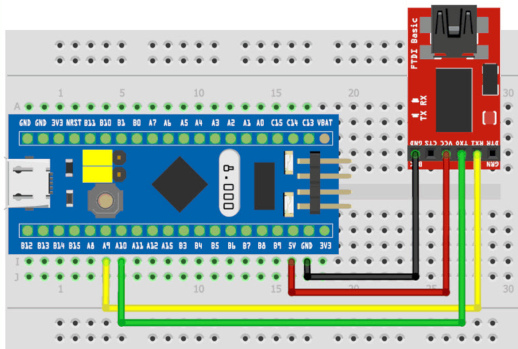 1 5 10 15 20 30
A
GND GND 3V3 NRST B11 B10 B1 B0 A7 A6 A5 A4 A3 A2 A1 A0 C15 C14 C13 VBAT
8.000
B12 B13 B14 B15 A8 A9 A10 A11 A12 A15 B3 B4 B5 B6 B7 B8 B9 5V GND 3V3
I
J
1 10 15 20 25 30
FTDI Basic
TX RX
GND CTS VCC TXO RXI DTR
GRN